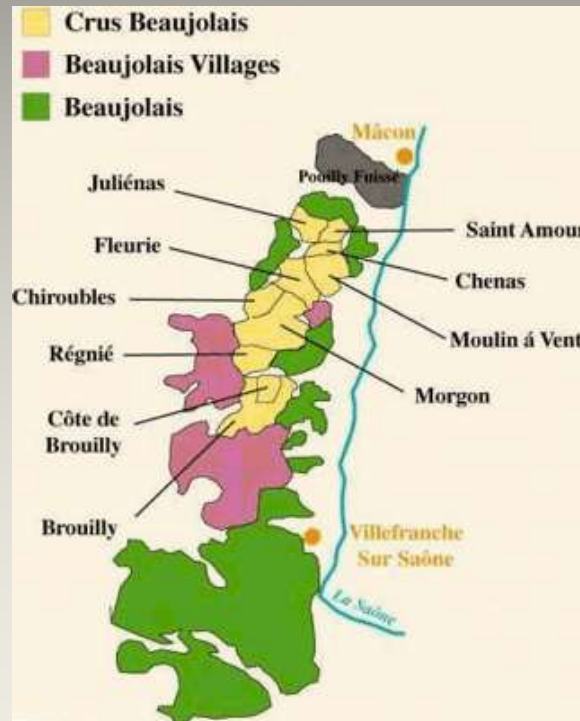 Crus Beaujolais
Beaujolais Villages
Beaujolais
Mâcon
Pouilly Fuissé
Juliénas
Saint Amour
Fleurie
Chenas
Chiroubles
Moulin á Vent
Régnié
Morgon
Côte de
Brouilly
Brouilly
Villefranche
Sur Saône
La Saône